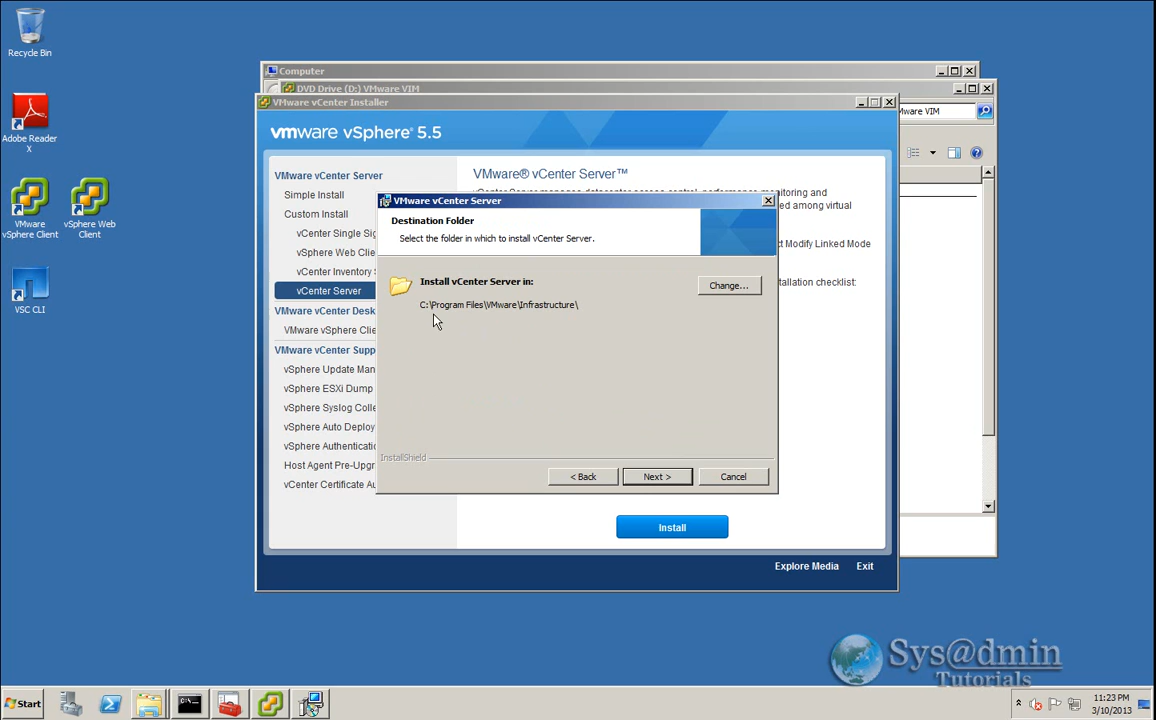 Recycle Bin
Adobe Reader
X
VMware
vSphere Client
vSphere Web
Client
VSC CLI
Computer
DVD Drive (D:) VMware VIM
VMware vCenter Installer
Mware VIM
vmware vSphere® 5.5
VMware vCenter Server
Simple Install
Custom Install
vCenter Single Sig
vSphere Web Clie
vCenter Inventory
vCenter Server
VMware vCenter Desk
VMware vSphere Clie
VMware vCenter Supp
vSphere Update Man
vSphere ESXi Dump
vSphere Syslog Colle
vSphere Auto Deploy
vSphere Authenticatio
Host Agent Pre-Upgr
vCenter Certificate Au
VMware® vCenter Server™
ed among virtual
t Modify Linked Mode
tallation checklist:
VMware vCenter Server
Destination Folder
Select the folder in which to install vCenter Server.
Install vCenter Server in:
C:\Program Files\VMware\Infrastructure\
Change...
InstallShield
< Back
Next >
Cancel
Install
Explore Media
Exit
Sys@dmin
Tutorials
Start
11:23 PM
3/10/2013